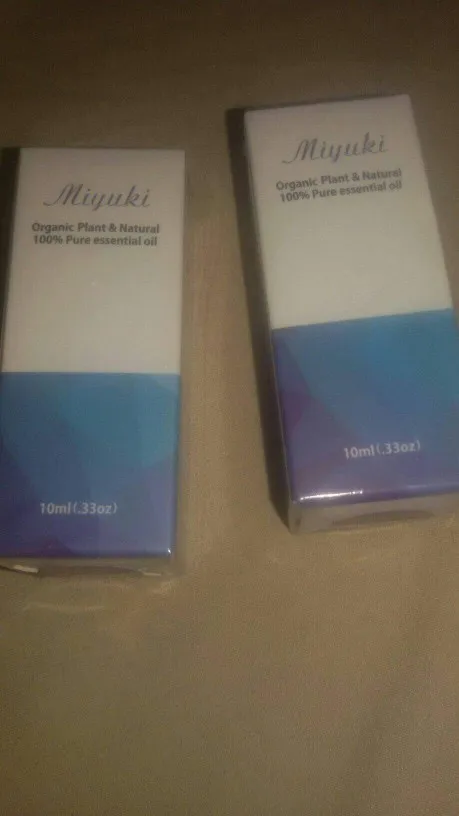 Miyuki
Organic Plant & Natural
100% Pure essential oil
10ml(.33oz)
Miyuki
Organic Plant & Natural
100% Pure essential oil
10ml(.33oz)